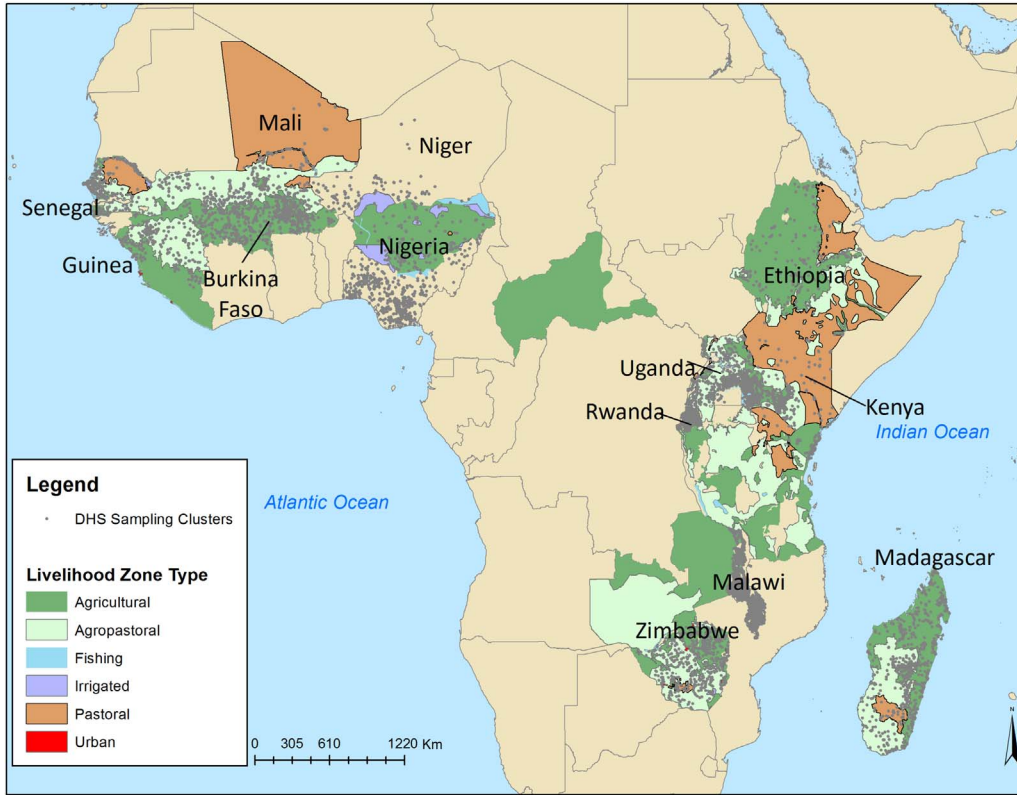 Mali
Niger
Senegal
Nigeria
Guinea
Burkina
Faso
Ethiopia
Uganda
Rwanda
Kenya
Indian Ocean
Atlantic Ocean
Madagascar
Malawi
Zimbabwe
Legend
DHS Sampling Clusters
Livelihood Zone Type
Agricultural
Agropastoral
Fishing
Irrigated
Pastoral
Urban
0 305 610 1220 Km
N